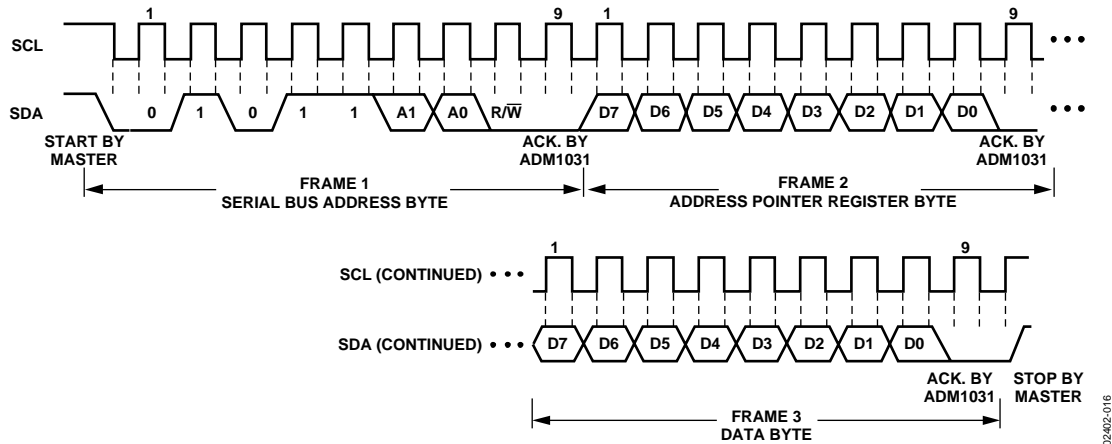 1 9 1 9
SCL
SDA 0 1 0 1 1 A1 A0 R/W̅ D7 D6 D5 D4 D3 D2 D1 D0
START BY MASTER
ACK. BY ADM1031
ACK. BY ADM1031
FRAME 1
SERIAL BUS ADDRESS BYTE
FRAME 2
ADDRESS POINTER REGISTER BYTE
1 9
SCL (CONTINUED)
SDA (CONTINUED) D7 D6 D5 D4 D3 D2 D1 D0
ACK. BY ADM1031
STOP BY MASTER
FRAME 3
DATA BYTE
02402-016